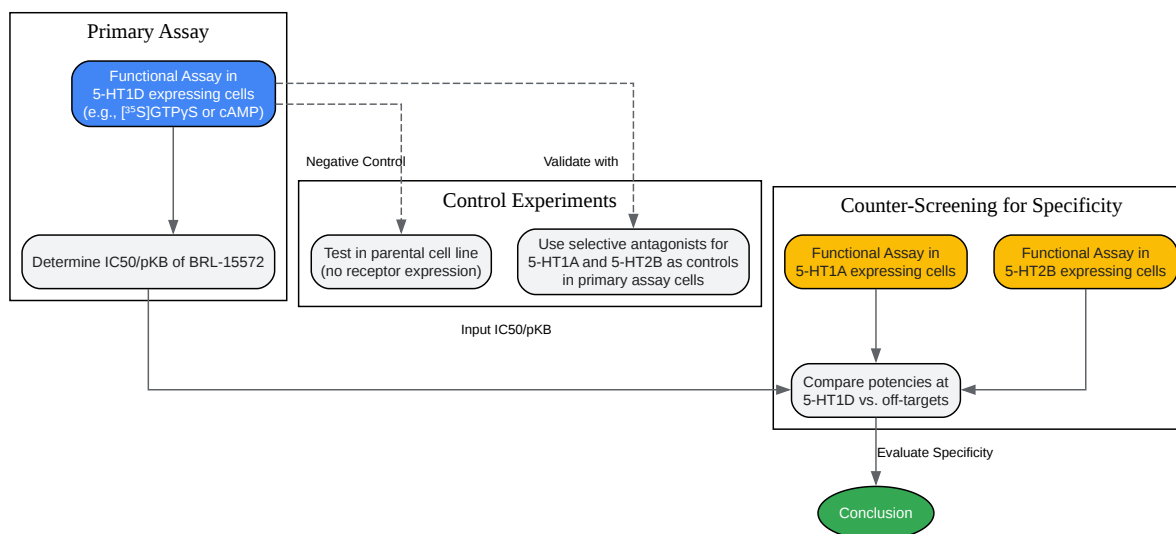 Primary Assay
Functional Assay in
5-HT1D expressing cells
(e.g., [³⁵S]GTPγS or cAMP)
Negative Control
Validate with
Control Experiments
Counter-Screening for Specificity
Determine IC50/pKB of BRL-15572
Test in parental cell line
(no receptor expression)
Use selective antagonists for
5-HT1A and 5-HT2B as controls
in primary assay cells
Functional Assay in
5-HT1A expressing cells
Functional Assay in
5-HT2B expressing cells
Input IC50/pKB
Compare potencies at
5-HT1D vs. off-targets
Evaluate Specificity
Conclusion